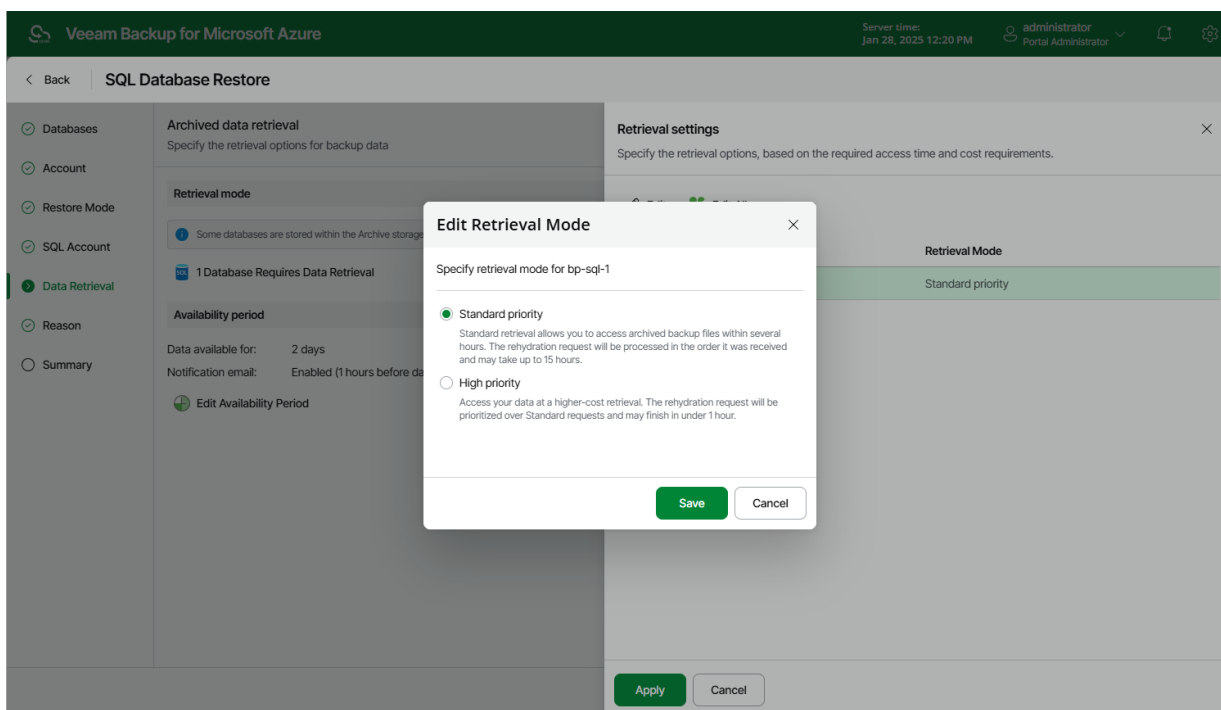 Veeam Backup for Microsoft Azure
Server time:
Jan 28, 2025 12:20 PM
administrator
Portal Administrator
Back
SQL Database Restore
Databases
Account
Restore Mode
SQL Account
Data Retrieval
Reason
Summary
Archived data retrieval
Specify the retrieval options for backup data
Retrieval mode
Some databases are stored within the Archive storage
1 Database Requires Data Retrieval
Availability period
Data available for: 2 days
Notification email: Enabled (1 hours before da
Edit Availability Period
Retrieval settings
Specify the retrieval options, based on the required access time and cost requirements.
Retrieval Mode
Standard priority
Apply
Cancel
Edit Retrieval Mode
Specify retrieval mode for bp-sql-1
Standard priority
Standard retrieval allows you to access archived backup files within several
hours. The rehydration request will be processed in the order it was received
and may take up to 15 hours.
High priority
Access your data at a higher-cost retrieval. The rehydration request will be
prioritized over Standard requests and may finish in under 1 hour.
Save
Cancel